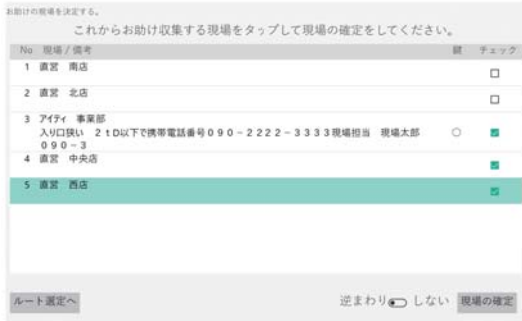 お助けの現場を決定する。
これからお助け収集する現場をタップして現場の確定をしてください。
No 現場/備考 鍵 チェック
1 直営 南店
2 直営 北店
3 アイティ 事業部
入り口狭い 2tD以下で携帯電話番号090-2222-3333現場担当 現場太郎 ○
090-3
4 直営 中央店
5 直営 西店
ルート選定へ 逆まわり しない 現場の確定